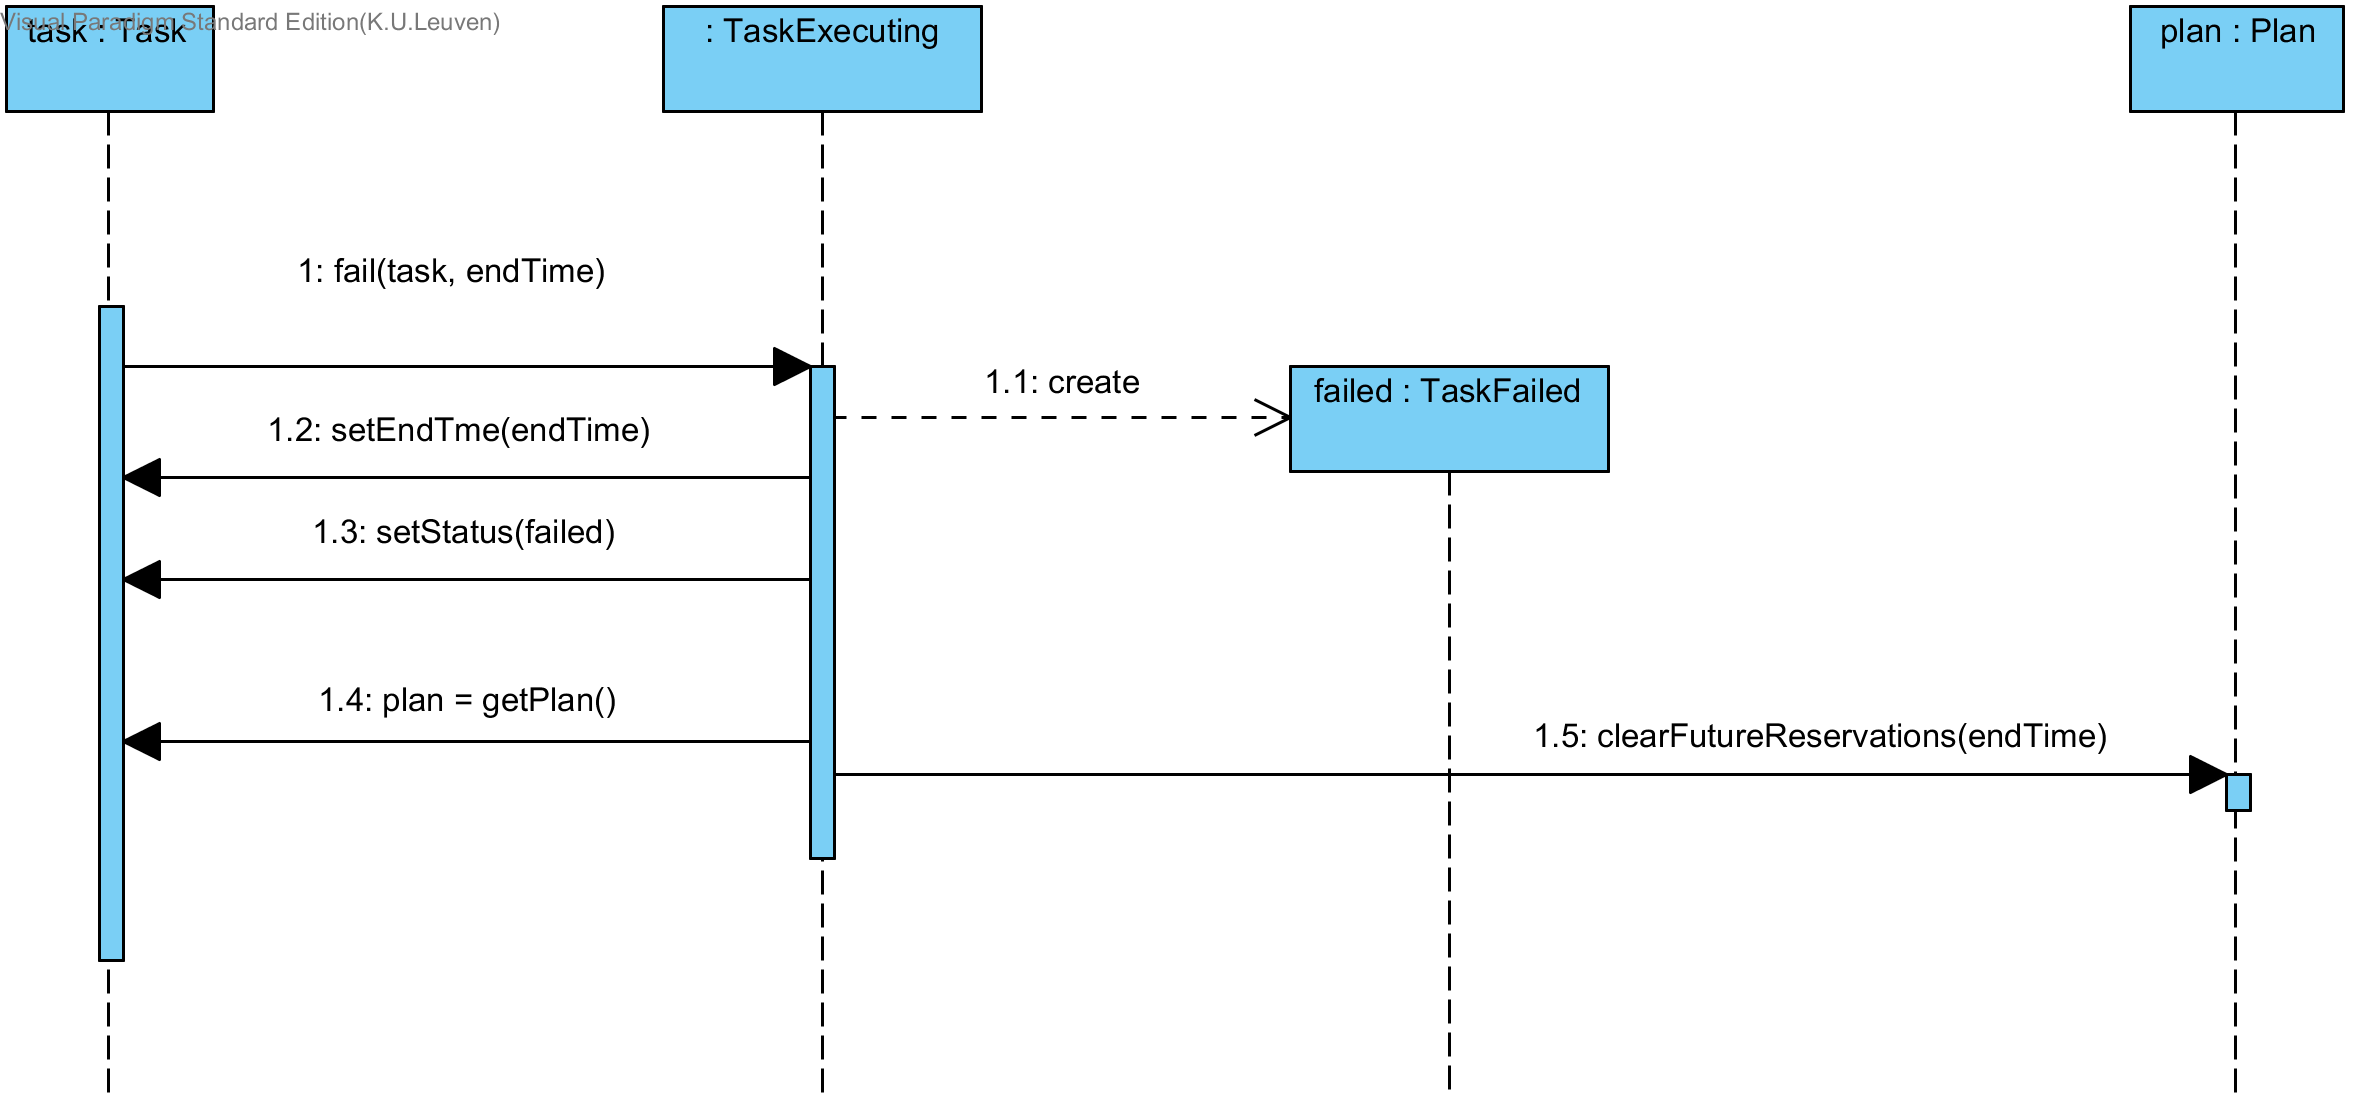 Visual Paradigm Standard Edition(K.U.Leuven)
task : Task
: TaskExecuting
plan : Plan
1: fail(task, endTime)
1.1: create
failed : TaskFailed
1.2: setEndTme(endTime)
1.3: setStatus(failed)
1.4: plan = getPlan()
1.5: clearFutureReservations(endTime)